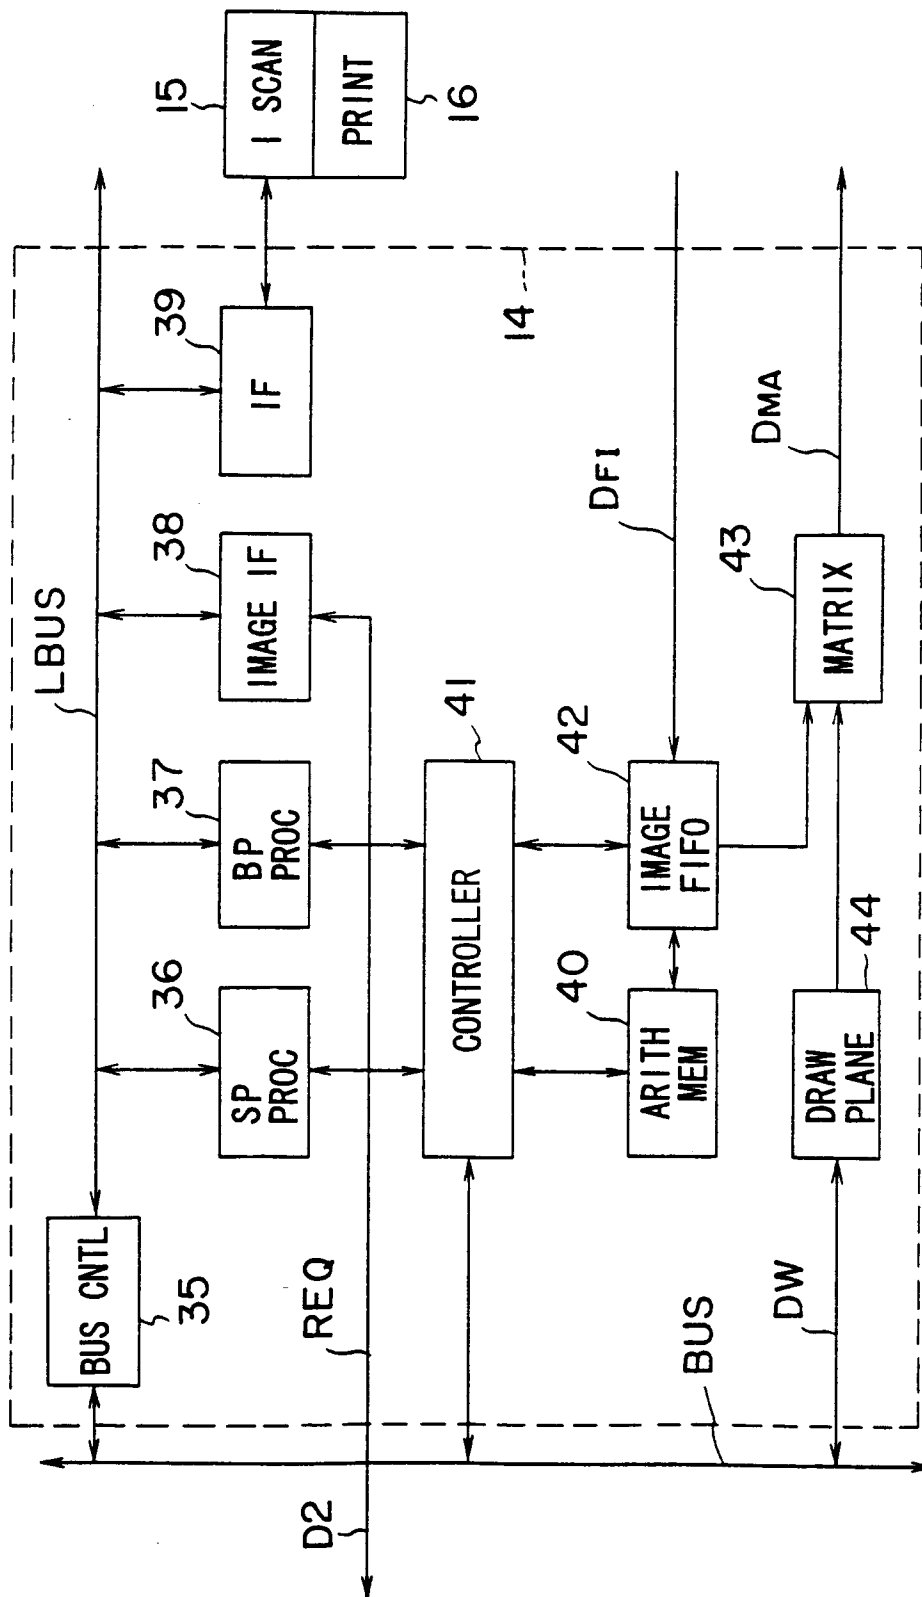 15
I SCAN
PRINT
16
LBUS
39
IF
38
IMAGE IF
37
BP
PROC
36
SP
PROC
BUS CNTL
35
14
41
CONTROLLER
REQ
D2
DFI
DMA
42
IMAGE
FIFO
43
MATRIX
40
ARITH
MEM
44
DRAW
PLANE
DW
BUS